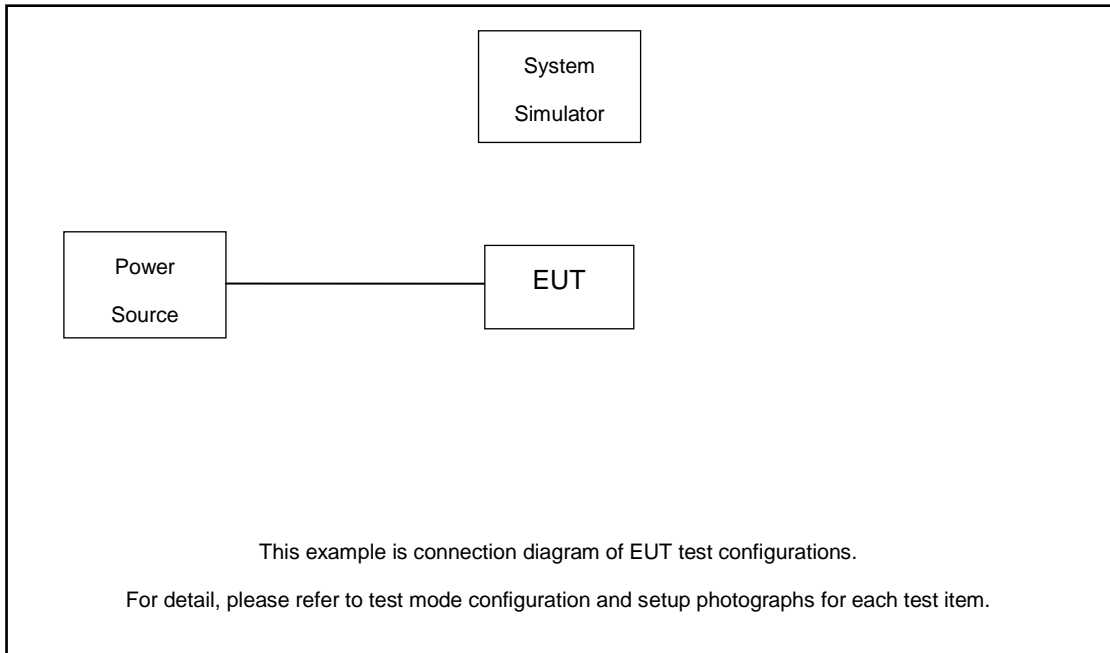 System
Simulator
Power
Source
EUT
This example is connection diagram of EUT test configurations.
For detail, please refer to test mode configuration and setup photographs for each test item.